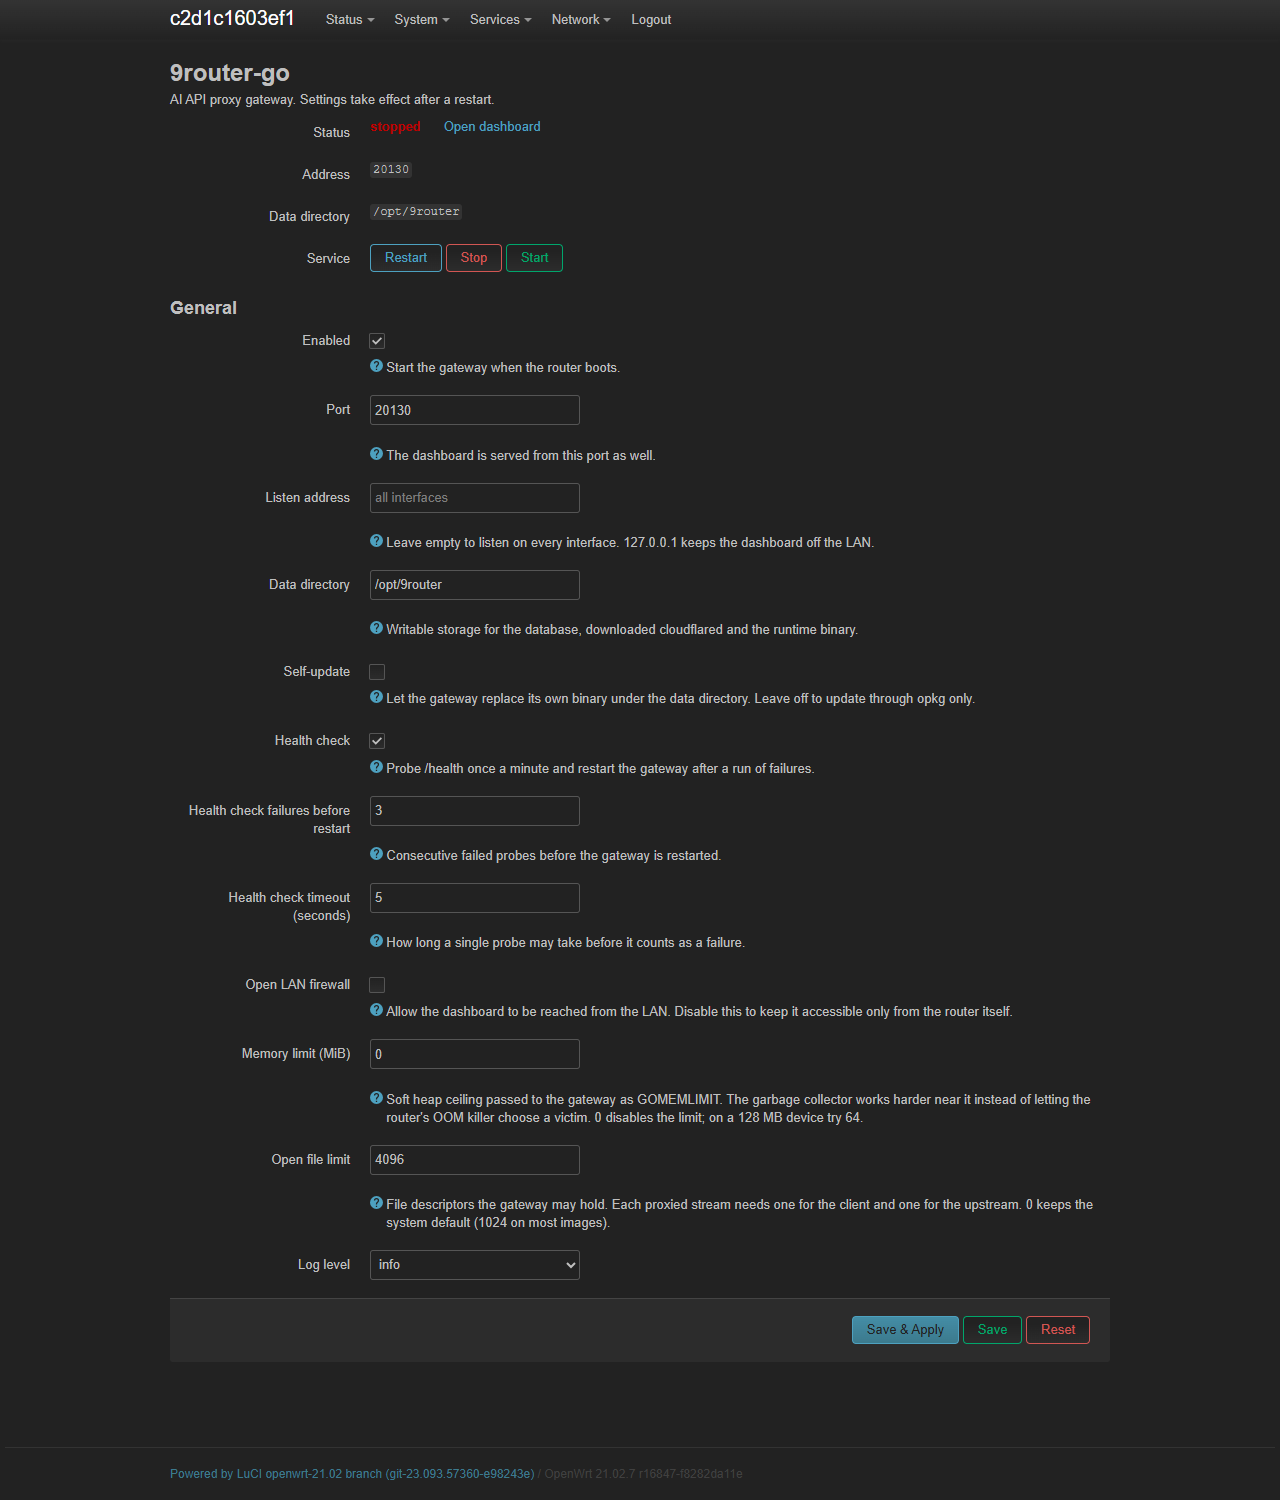 c2d1c1603ef1 Status System Services Network Logout
9router-go
AI API proxy gateway. Settings take effect after a restart.
Status stopped Open dashboard
Address 20130
Data directory /opt/9router
Service Restart Stop Start
General
Enabled
Start the gateway when the router boots.
Port 20130
The dashboard is served from this port as well.
Listen address all interfaces
Leave empty to listen on every interface. 127.0.0.1 keeps the dashboard off the LAN.
Data directory /opt/9router
Writable storage for the database, downloaded cloudflared and the runtime binary.
Self-update
Let the gateway replace its own binary under the data directory. Leave off to update through opkg only.
Health check
Probe /health once a minute and restart the gateway after a run of failures.
Health check failures before 3
restart
Consecutive failed probes before the gateway is restarted.
Health check timeout 5
(seconds)
How long a single probe may take before it counts as a failure.
Open LAN firewall
Allow the dashboard to be reached from the LAN. Disable this to keep it accessible only from the router itself.
Memory limit (MiB) 0
Soft heap ceiling passed to the gateway as GOMEMLIMIT. The garbage collector works harder near it instead of letting the
router's OOM killer choose a victim. 0 disables the limit; on a 128 MB device try 64.
Open file limit 4096
File descriptors the gateway may hold. Each proxied stream needs one for the client and one for the upstream. 0 keeps the
system default (1024 on most images).
Log level info
Save & Apply Save Reset
Powered by LuCI openwrt-21.02 branch (git-23.093.57360-e98243e) / OpenWrt 21.02.7 r16847-f8282da11e